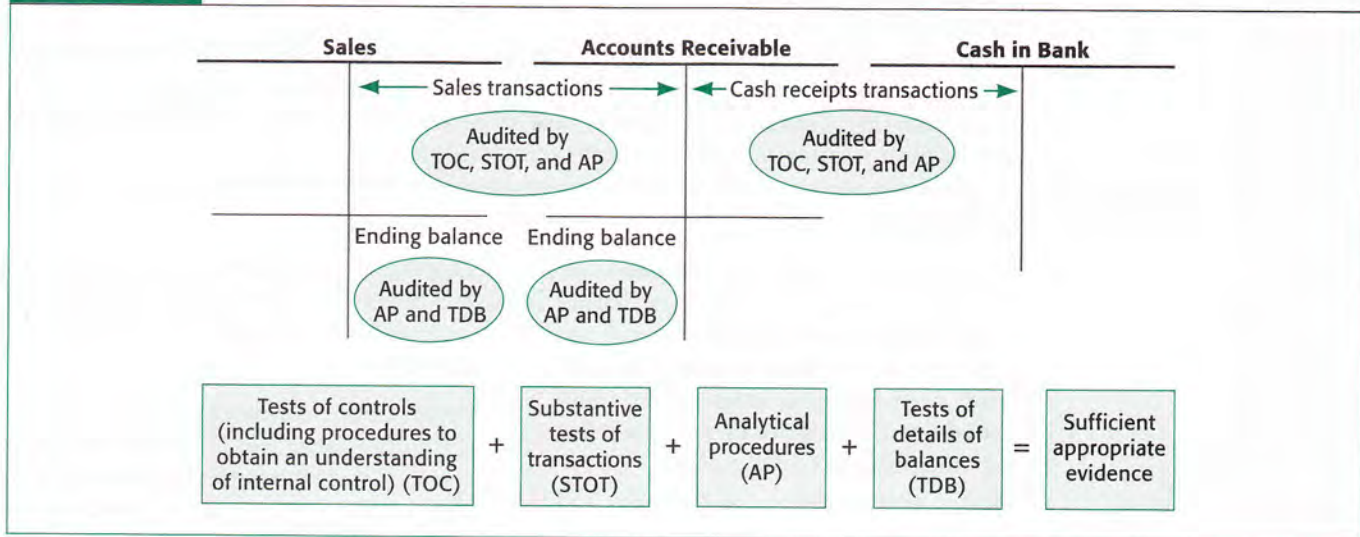 Sales
Accounts Receivable
Cash in Bank
Sales transactions
Cash receipts transactions
Audited by
TOC, STOT, and AP
Audited by
TOC, STOT, and AP
Ending balance
Ending balance
Audited by
AP and TDB
Audited by
AP and TDB
Tests of controls
(including procedures to
obtain an understanding
of internal control) (TOC)
+
Substantive
tests of
transactions
(STOT)
+
Analytical
procedures
(AP)
+
Tests of
details of
balances
(TDB)
=
Sufficient
appropriate
evidence